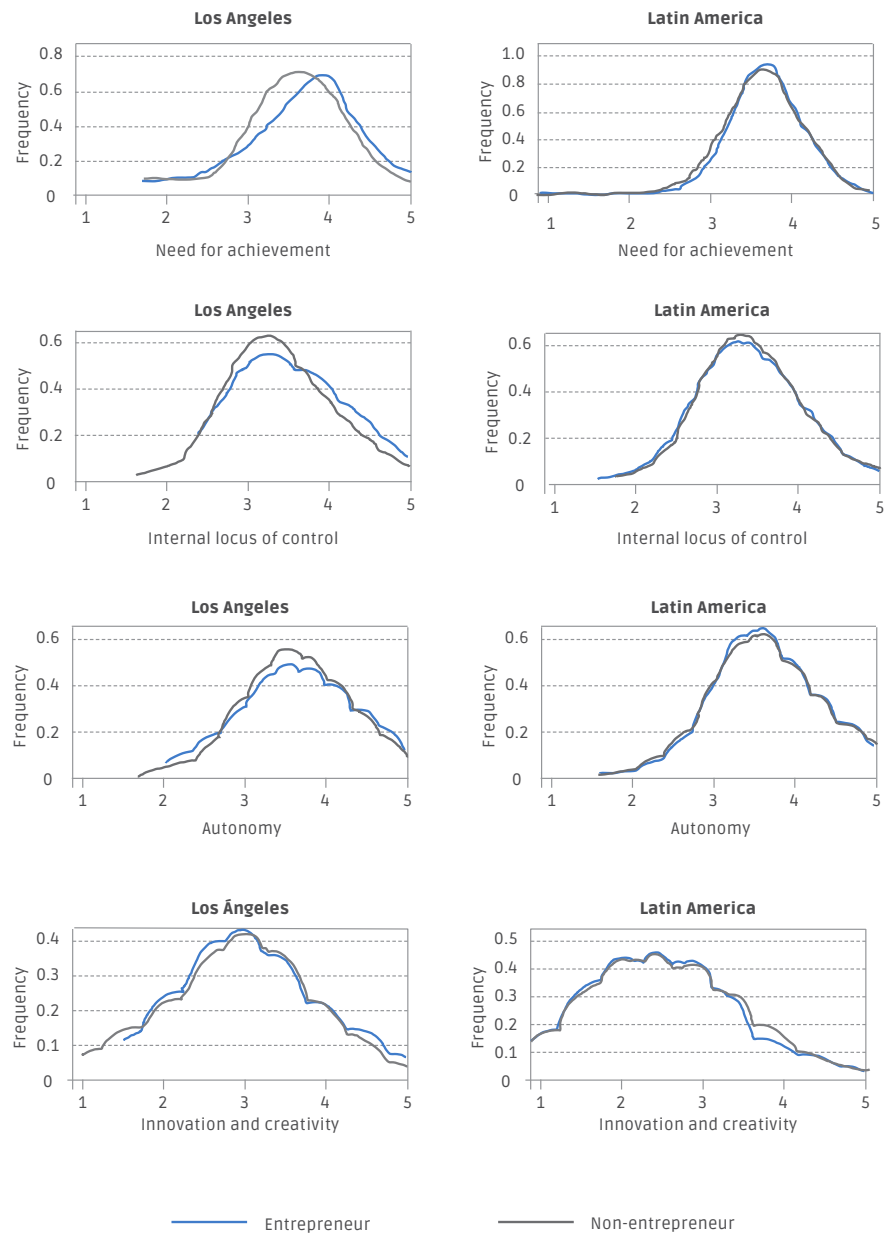 Los Angeles
Frequency
0.8
0.6
0.4
0.2
0
1 2 3 4 5
Need for achievement
Latin America
Frequency
1.0
0.8
0.6
0.4
0.2
0
1 2 3 4 5
Need for achievement
Los Angeles
Frequency
0.6
0.4
0.2
0
1 2 3 4 5
Internal locus of control
Latin America
Frequency
0.6
0.4
0.2
0
1 2 3 4 5
Internal locus of control
Los Angeles
Frequency
0.6
0.4
0.2
0
1 2 3 4 5
Autonomy
Latin America
Frequency
0.6
0.4
0.2
0
1 2 3 4 5
Autonomy
Los Ángeles
Frequency
0.4
0.3
0.2
0.1
0
1 2 3 4 5
Innovation and creativity
Latin America
Frequency
0.5
0.4
0.3
0.2
0.1
0
1 2 3 4 5
Innovation and creativity
Entrepreneur
Non-entrepreneur